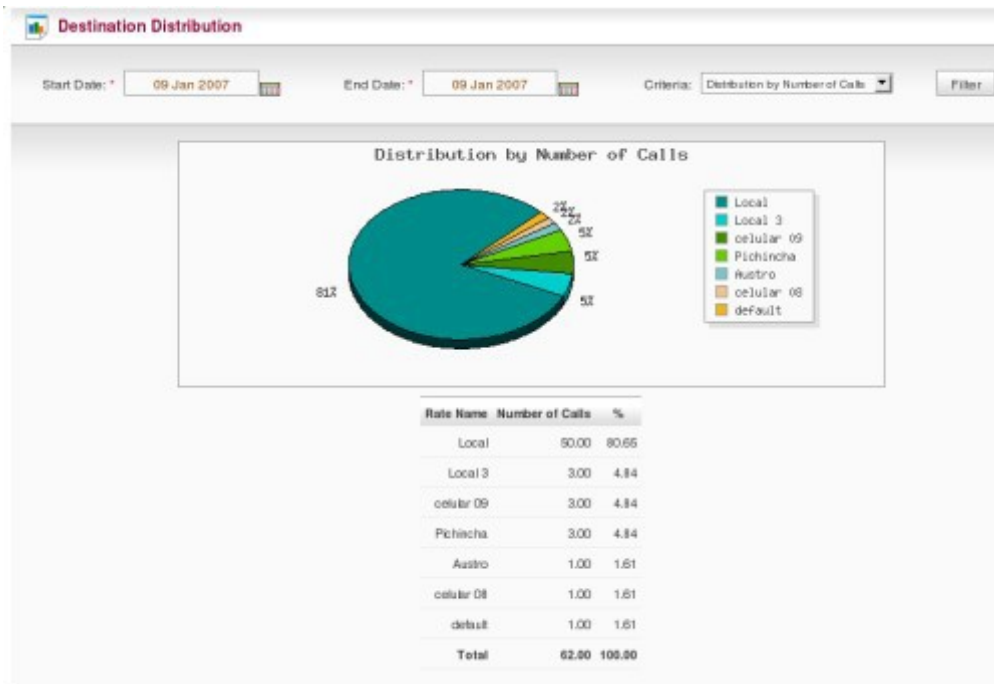 Destination Distribution
Start Date: * 09 Jan 2007 End Date: * 09 Jan 2007 Criteria: Distribution by Number of Calls Filter
Distribution by Number of Calls
2%
2%
2%
5%
5%
5%
81%
Local
Local 3
celular 09
Pichincha
Austro
celular 08
default
Rate Name Number of Calls %
Local 50.00 80.65
Local 3 3.00 4.84
celular 09 3.00 4.84
Pichincha 3.00 4.84
Austro 1.00 1.61
celular 08 1.00 1.61
default 1.00 1.61
Total 62.00 100.00